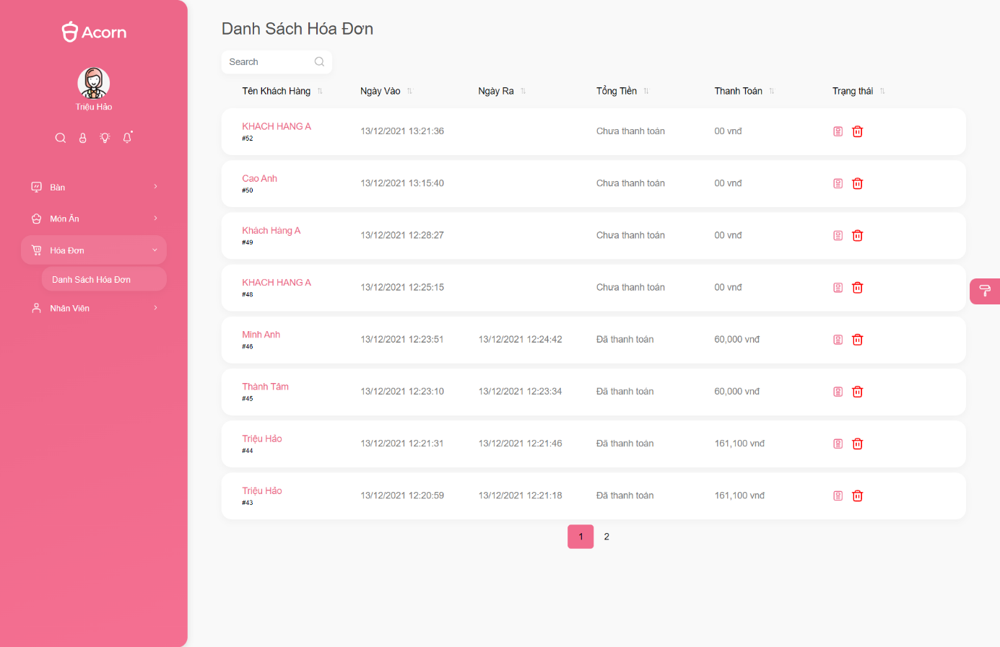 Acorn
Triệu Hảo
Bàn
Món Ăn
Hóa Đơn
Danh Sách Hóa Đơn
Nhân Viên
Danh Sách Hóa Đơn
Search
Tên Khách Hàng Ngày Vào Ngày Ra Tổng Tiền Thanh Toán Trạng thái
KHACH HANG A 13/12/2021 13:21:36 Chưa thanh toán 00 vnđ
#52
Cao Anh 13/12/2021 13:15:40 Chưa thanh toán 00 vnđ
#50
Khách Hàng A 13/12/2021 12:28:27 Chưa thanh toán 00 vnđ
#49
KHACH HANG A 13/12/2021 12:25:15 Chưa thanh toán 00 vnđ
#48
Minh Anh 13/12/2021 12:23:51 13/12/2021 12:24:42 Đã thanh toán 60,000 vnđ
#46
Thành Tâm 13/12/2021 12:23:10 13/12/2021 12:23:34 Đã thanh toán 60,000 vnđ
#45
Triệu Hảo 13/12/2021 12:21:31 13/12/2021 12:21:46 Đã thanh toán 161,100 vnđ
#44
Triệu Hảo 13/12/2021 12:20:59 13/12/2021 12:21:18 Đã thanh toán 161,100 vnđ
#43
1 2